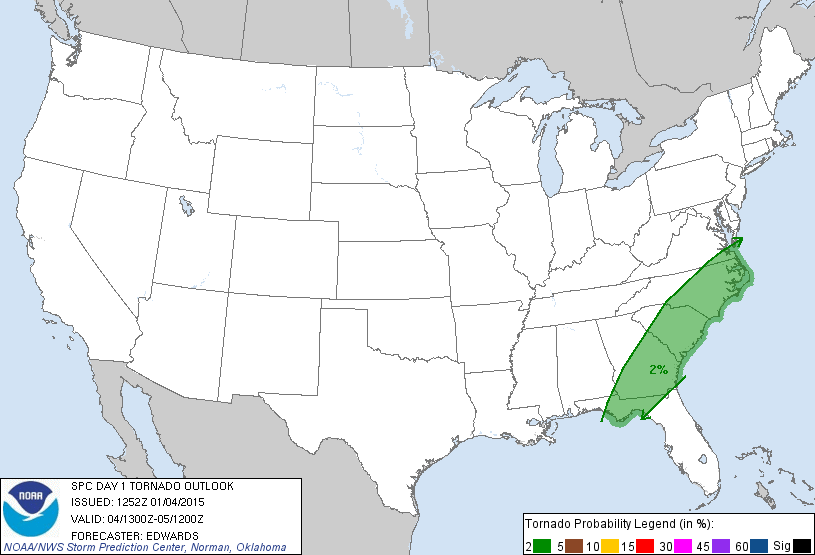 2%
NOAA
SPC DAY 1 TORNADO OUTLOOK
ISSUED: 1252Z 01/04/2015
VALID: 04/1300Z-05/1200Z
FORECASTER: EDWARDS
NOAA/NWS Storm Prediction Center, Norman, Oklahoma
Tornado Probability Legend (in %):
2 5 10 15 30 45 60 Sig